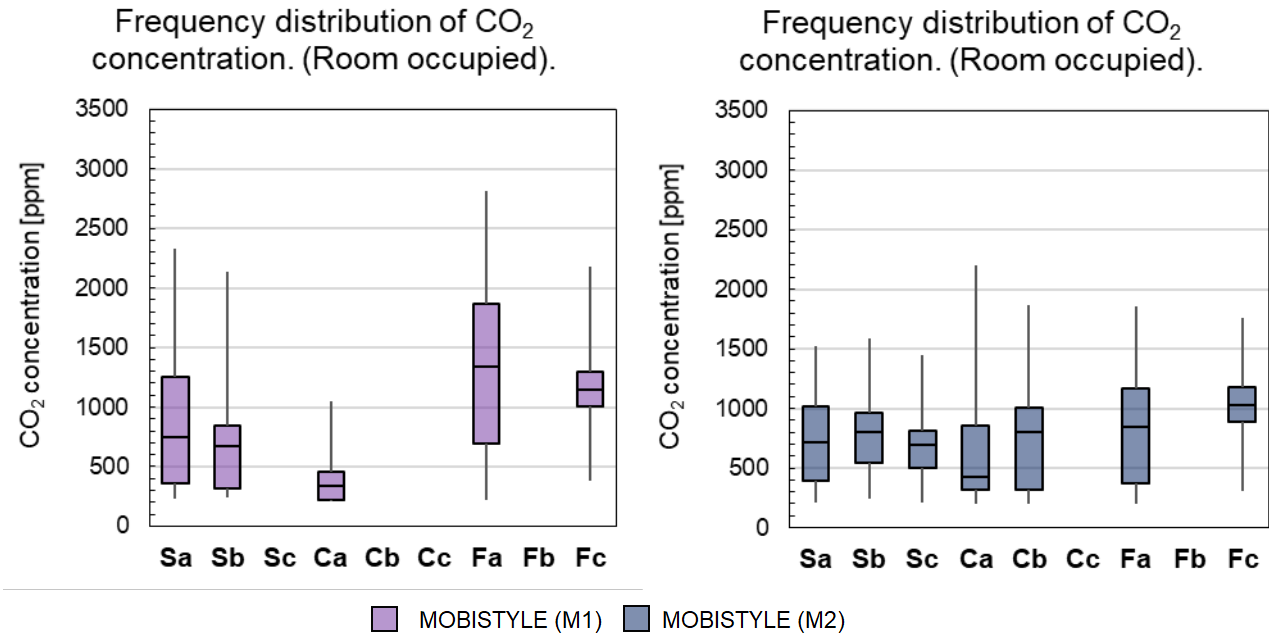 Frequency distribution of CO₂
concentration. (Room occupied).
CO₂ concentration [ppm]
3500
3000
2500
2000
1500
1000
500
0
Sa Sb Sc Ca Cb Cc Fa Fb Fc
Frequency distribution of CO₂
concentration. (Room occupied).
CO₂ concentration [ppm]
3500
3000
2500
2000
1500
1000
500
0
Sa Sb Sc Ca Cb Cc Fa Fb Fc
MOBISTYLE (M1) MOBISTYLE (M2)